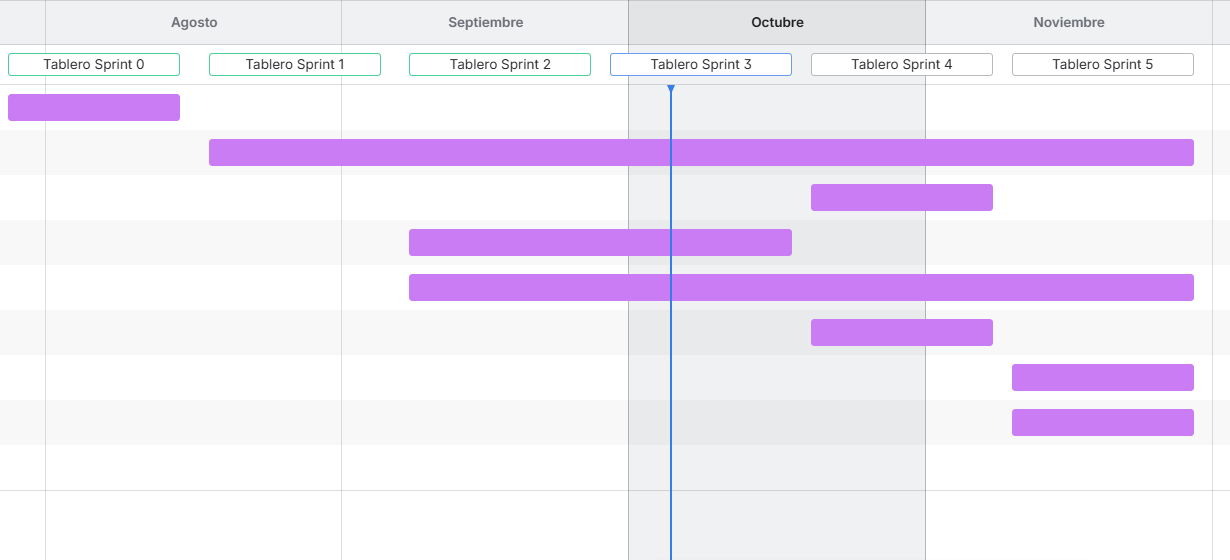 Agosto Septiembre Octubre Noviembre
Tablero Sprint 0 Tablero Sprint 1 Tablero Sprint 2 Tablero Sprint 3 Tablero Sprint 4 Tablero Sprint 5